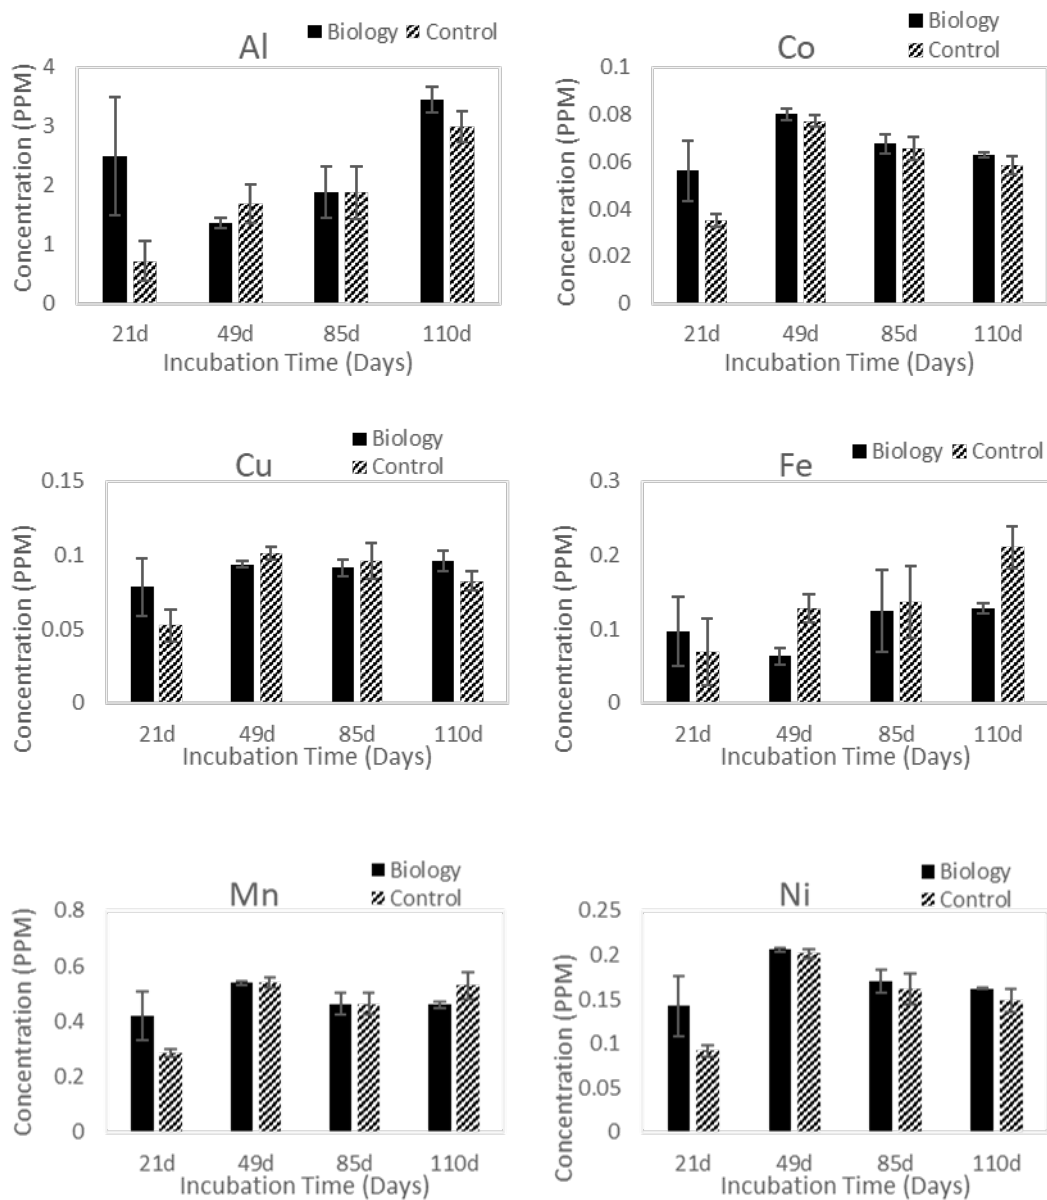 Al
Biology Control
Concentration (PPM)
4
3
2
1
0
21d 49d 85d 110d
Incubation Time (Days)
Co
Biology
Control
Concentration (PPM)
0.1
0.08
0.06
0.04
0.02
0
21d 49d 85d 110d
Incubation Time (Days)
Cu
Biology
Control
Concentration (PPM)
0.15
0.1
0.05
0
21d 49d 85d 110d
Incubation Time (Days)
Fe
Biology Control
Concentration (PPM)
0.3
0.2
0.1
0
21d 49d 85d 110d
Incubation Time (Days)
Mn
Biology
Control
Concentration (PPM)
0.8
0.6
0.4
0.2
0
21d 49d 85d 110d
Incubation Time (Days)
Ni
Biology
Control
Concentration (PPM)
0.25
0.2
0.15
0.1
0.05
0
21d 49d 85d 110d
Incubation Time (Days)